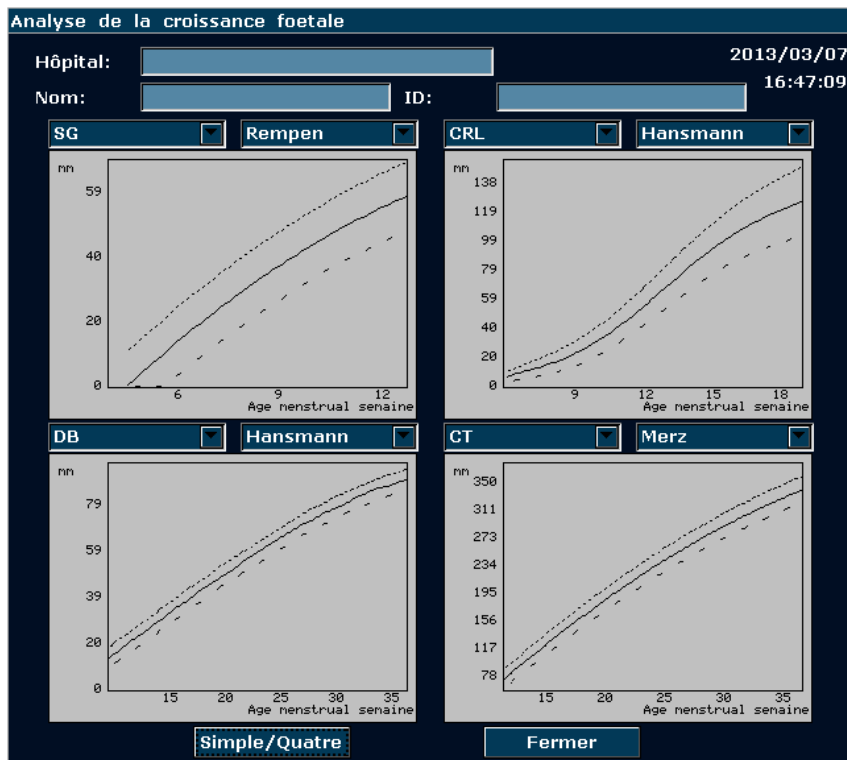 Analyse de la croissance foetale
Hôpital:
2013/03/07
16:47:09
Nom:
ID:
SG Rempen
mm
59
40
20
0
6 9 12
Age menstrual semaine
CRL Hansmann
mm
138
119
99
79
59
40
20
0
9 12 15 18
Age menstrual semaine
DB Hansmann
mm
79
59
39
20
0
15 20 25 30 35
Age menstrual semaine
CT Merz
mm
350
311
273
234
195
156
117
78
15 20 25 30 35
Age menstrual semaine
Simple/Quatre
Fermer